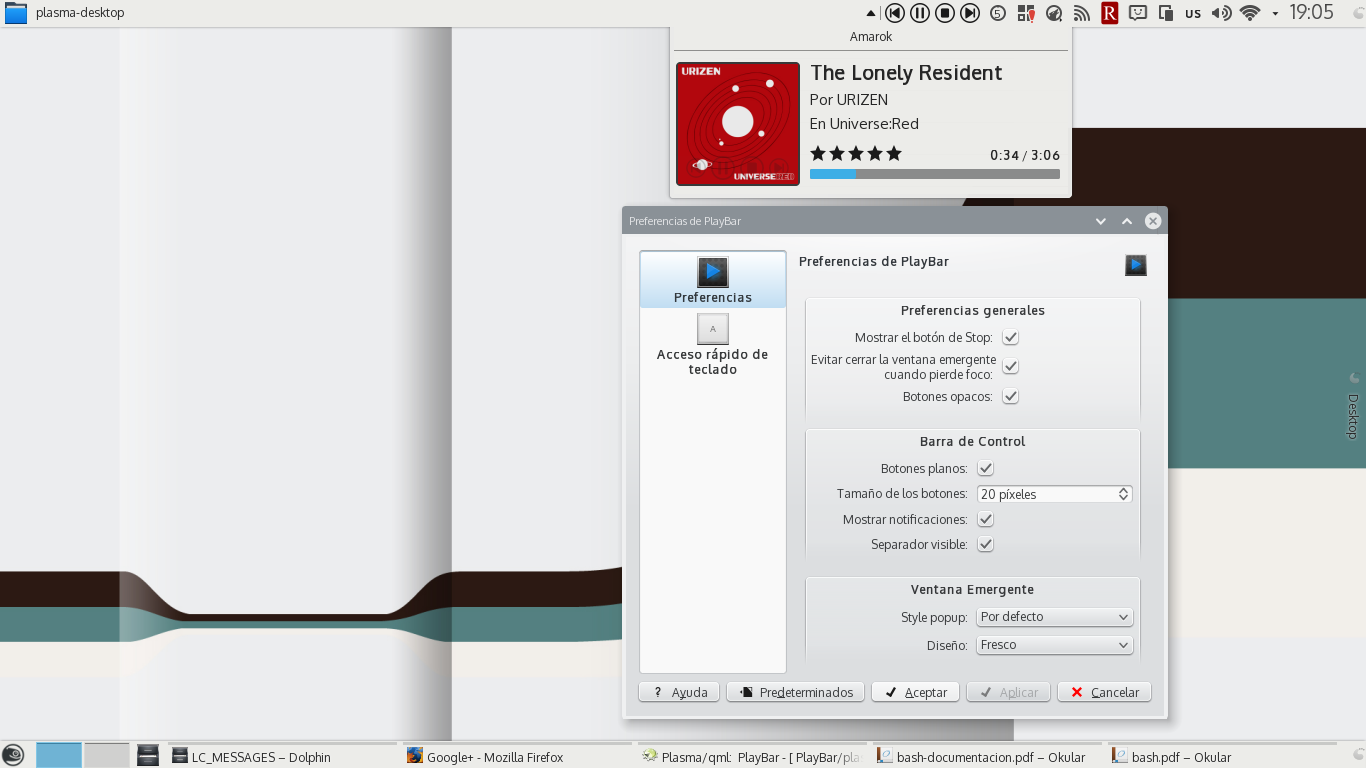 plasma-desktop
5
R
us
19:05
Amarok
URIZEN
UNIVERSE:RED
The Lonely Resident
Por URIZEN
En Universe:Red
0:34 / 3:06
Preferencias de PlayBar
Preferencias
A
Acceso rápido de
teclado
Preferencias de PlayBar
Preferencias generales
Mostrar el botón de Stop:
Evitar cerrar la ventana emergente
cuando pierde foco:
Botones opacos:
Barra de Control
Botones planos:
Tamaño de los botones: 20 píxeles
Mostrar notificaciones:
Separador visible:
Ventana Emergente
Style popup: Por defecto
Diseño: Fresco
? Ayuda
Predeterminados
Aceptar
Aplicar
Cancelar
Desktop
LC_MESSAGES – Dolphin
Google+ - Mozilla Firefox
Plasma/qml: PlayBar - [ PlayBar/pla
bash-documentacion.pdf – Okular
bash.pdf – Okular